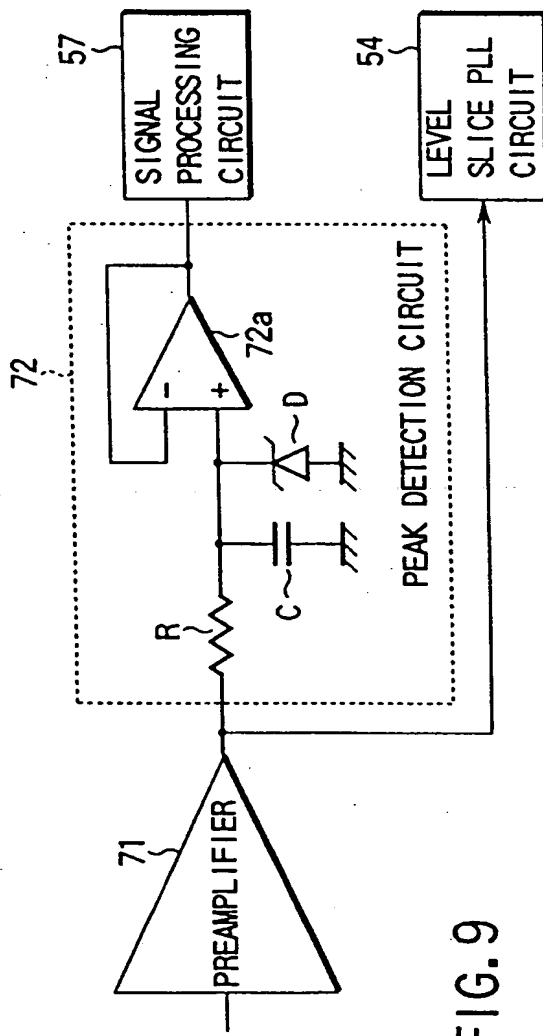 71
PREAMPLIFIER
72
R
C
D
-
+
72a
PEAK DETECTION CIRCUIT
57
SIGNAL
PROCESSING
CIRCUIT
54
LEVEL
SLICE PLL
CIRCUIT
FIG. 9